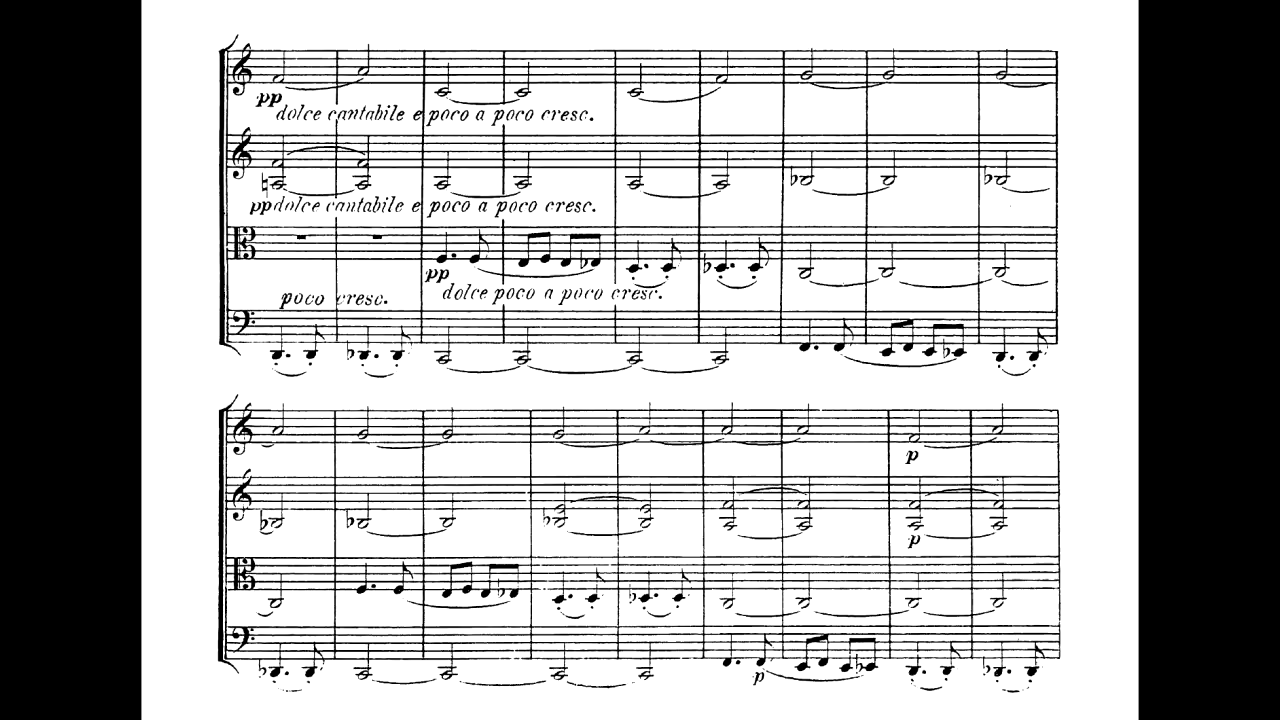 pp
dolce cantabile e poco a poco cresc.
pp dolce cantabile e poco a poco cresc.
pp
poco cresc.
dolce poco a poco cresc.
p
p
p